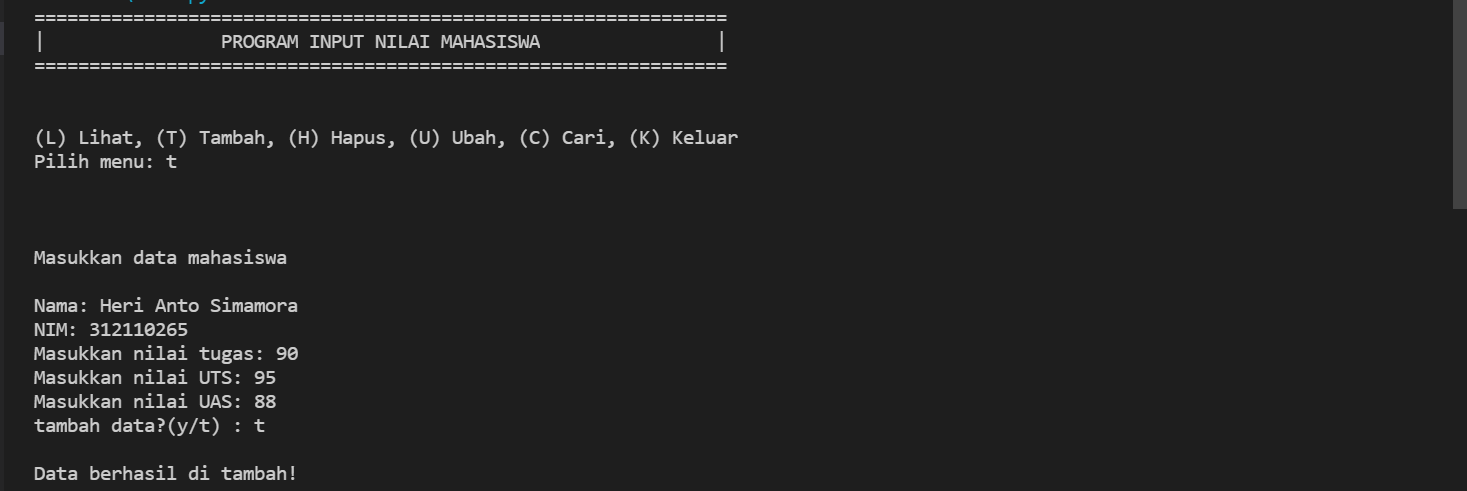 ===============================================================
|                PROGRAM INPUT NILAI MAHASISWA                |
===============================================================
(L) Lihat, (T) Tambah, (H) Hapus, (U) Ubah, (C) Cari, (K) Keluar
Pilih menu: t
Masukkan data mahasiswa
Nama: Heri Anto Simamora
NIM: 312110265
Masukkan nilai tugas: 90
Masukkan nilai UTS: 95
Masukkan nilai UAS: 88
tambah data?(y/t) : t
Data berhasil di tambah!